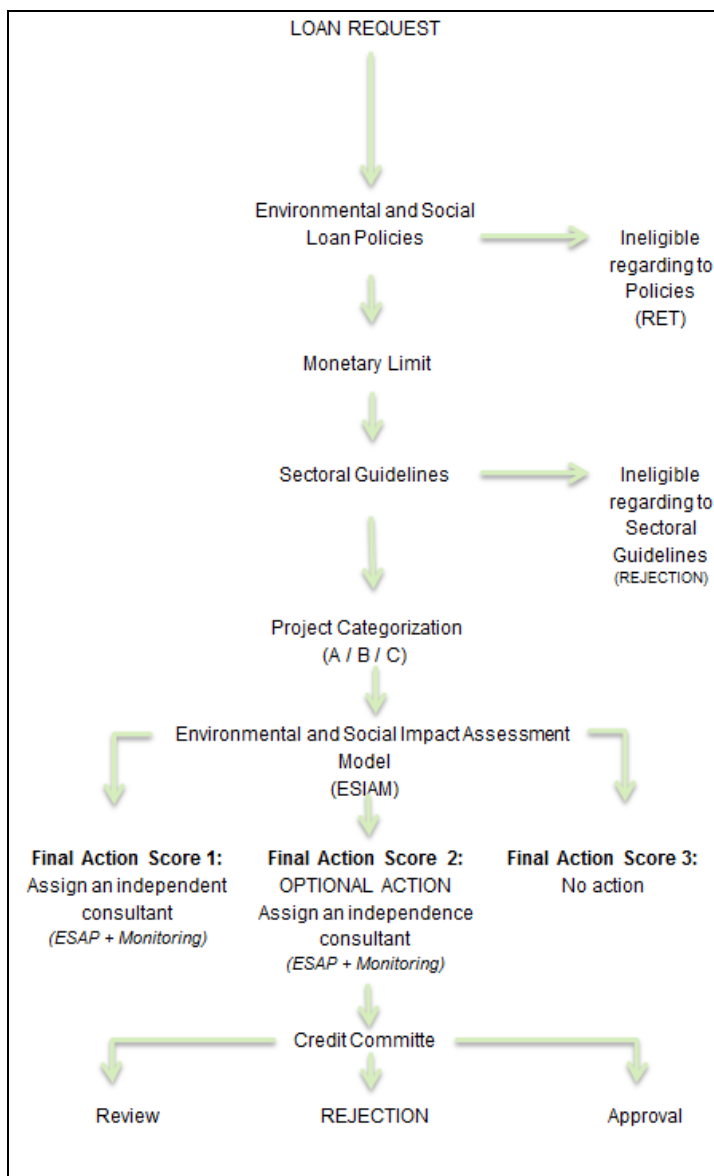 LOAN REQUEST
Environmental and Social
Loan Policies
Ineligible
regarding to
Policies
(RET)
Monetary Limit
Sectoral Guidelines
Ineligible
regarding to
Sectoral
Guidelines
(REJECTION)
Project Categorization
(A / B / C)
Environmental and Social Impact Assessment
Model
(ESIAM)
Final Action Score 1:
Assign an independent
consultant
(ESAP + Monitoring)
Final Action Score 2:
OPTIONAL ACTION
Assign an independence
consultant
(ESAP + Monitoring)
Final Action Score 3:
No action
Credit Committe
Review
REJECTION
Approval